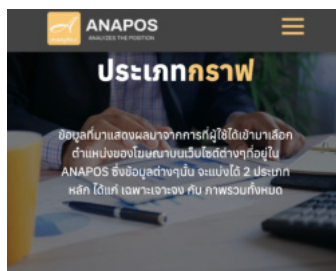 ANAPOS
ANALYZES THE POSITION
ประเภทกราฟ
ข้อมูลที่มาแสดงผลมาจากการที่ผู้ใช้ได้เข้ามาเลือก
ตำแหน่งของโฆษณาบนเว็บไซต์ต่างๆที่อยู่ใน
ANAPOS ซึ่งข้อมูลต่างๆนั้น จะแบ่งได้ 2 ประเภท
หลัก ได้แก่ เฉพาะเจาะจง กับ ภาพรวมทั้งหมด